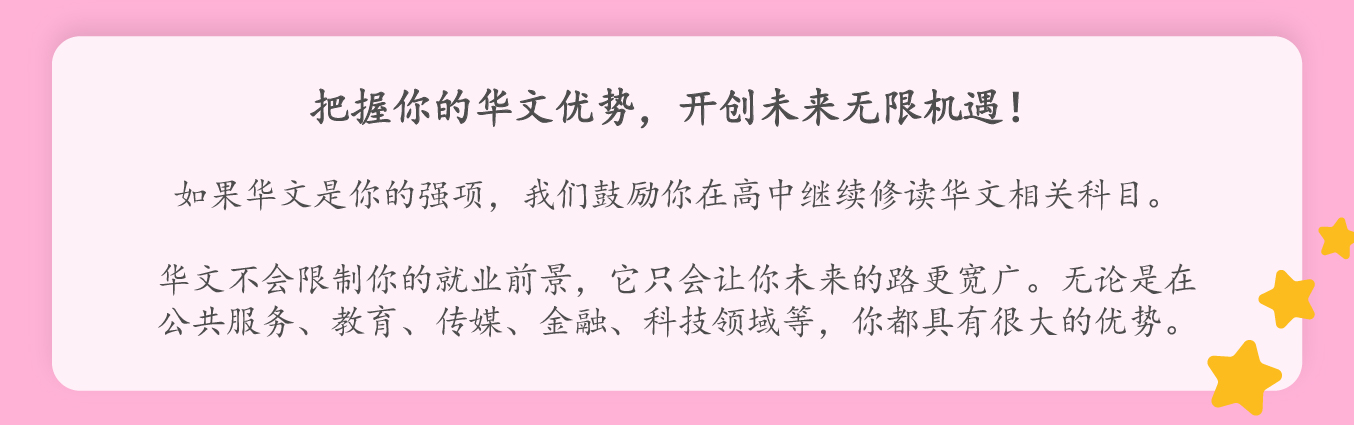 把握你的华文优势，开创未来无限机遇！
如果华文是你的强项，我们鼓励你在高中继续修读华文相关科目。
华文不会限制你的就业前景，它只会让你未来的路更宽广。无论是在
公共服务、教育、传媒、金融、科技领域等，你都具有很大的优势。